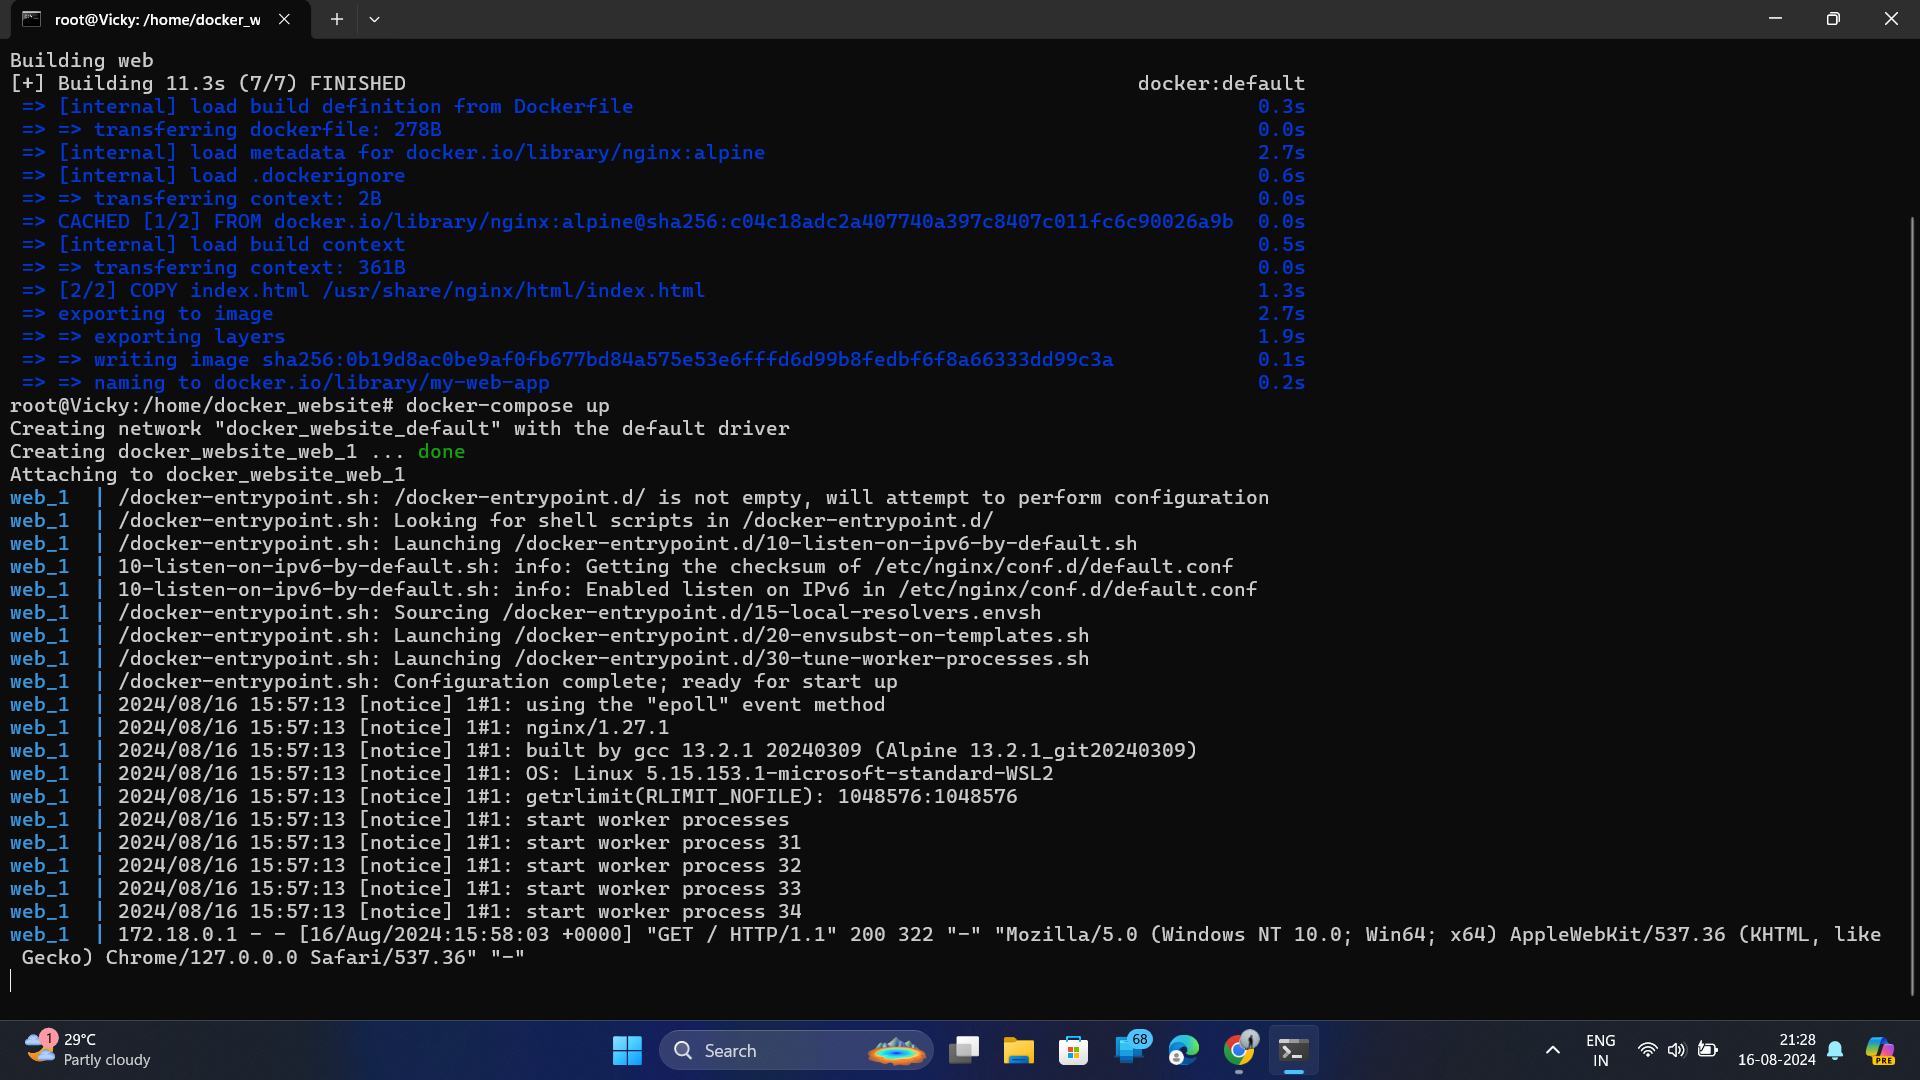 root@Vicky: /home/docker_w
Building web
[+] Building 11.3s (7/7) FINISHED docker:default
=> [internal] load build definition from Dockerfile 0.3s
=> => transferring dockerfile: 278B 0.0s
=> [internal] load metadata for docker.io/library/nginx:alpine 2.7s
=> [internal] load .dockerignore 0.6s
=> => transferring context: 2B 0.0s
=> CACHED [1/2] FROM docker.io/library/nginx:alpine@sha256:c04c18adc2a407740a397c8407c011fc6c90026a9b 0.0s
=> [internal] load build context 0.5s
=> => transferring context: 361B 0.0s
=> [2/2] COPY index.html /usr/share/nginx/html/index.html 1.3s
=> exporting to image 2.7s
=> => exporting layers 1.9s
=> => writing image sha256:0b19d8ac0be9af0fb677bd84a575e53e6fffd6d99b8fedbf6f8a66333dd99c3a 0.1s
=> => naming to docker.io/library/my-web-app 0.2s
root@Vicky:/home/docker_website# docker-compose up
Creating network "docker_website_default" with the default driver
Creating docker_website_web_1 ... done
Attaching to docker_website_web_1
web_1 | /docker-entrypoint.sh: /docker-entrypoint.d/ is not empty, will attempt to perform configuration
web_1 | /docker-entrypoint.sh: Looking for shell scripts in /docker-entrypoint.d/
web_1 | /docker-entrypoint.sh: Launching /docker-entrypoint.d/10-listen-on-ipv6-by-default.sh
web_1 | 10-listen-on-ipv6-by-default.sh: info: Getting the checksum of /etc/nginx/conf.d/default.conf
web_1 | 10-listen-on-ipv6-by-default.sh: info: Enabled listen on IPv6 in /etc/nginx/conf.d/default.conf
web_1 | /docker-entrypoint.sh: Sourcing /docker-entrypoint.d/15-local-resolvers.envsh
web_1 | /docker-entrypoint.sh: Launching /docker-entrypoint.d/20-envsubst-on-templates.sh
web_1 | /docker-entrypoint.sh: Launching /docker-entrypoint.d/30-tune-worker-processes.sh
web_1 | /docker-entrypoint.sh: Configuration complete; ready for start up
web_1 | 2024/08/16 15:57:13 [notice] 1#1: using the "epoll" event method
web_1 | 2024/08/16 15:57:13 [notice] 1#1: nginx/1.27.1
web_1 | 2024/08/16 15:57:13 [notice] 1#1: built by gcc 13.2.1 20240309 (Alpine 13.2.1_git20240309)
web_1 | 2024/08/16 15:57:13 [notice] 1#1: OS: Linux 5.15.153.1-microsoft-standard-WSL2
web_1 | 2024/08/16 15:57:13 [notice] 1#1: getrlimit(RLIMIT_NOFILE): 1048576:1048576
web_1 | 2024/08/16 15:57:13 [notice] 1#1: start worker processes
web_1 | 2024/08/16 15:57:13 [notice] 1#1: start worker process 31
web_1 | 2024/08/16 15:57:13 [notice] 1#1: start worker process 32
web_1 | 2024/08/16 15:57:13 [notice] 1#1: start worker process 33
web_1 | 2024/08/16 15:57:13 [notice] 1#1: start worker process 34
web_1 | 172.18.0.1 - - [16/Aug/2024:15:58:03 +0000] "GET / HTTP/1.1" 200 322 "-" "Mozilla/5.0 (Windows NT 10.0; Win64; x64) AppleWebKit/537.36 (KHTML, like
Gecko) Chrome/127.0.0.0 Safari/537.36" "-"
1
29°C
Partly cloudy
Search
68
ENG
IN
21:28
16-08-2024
PRE